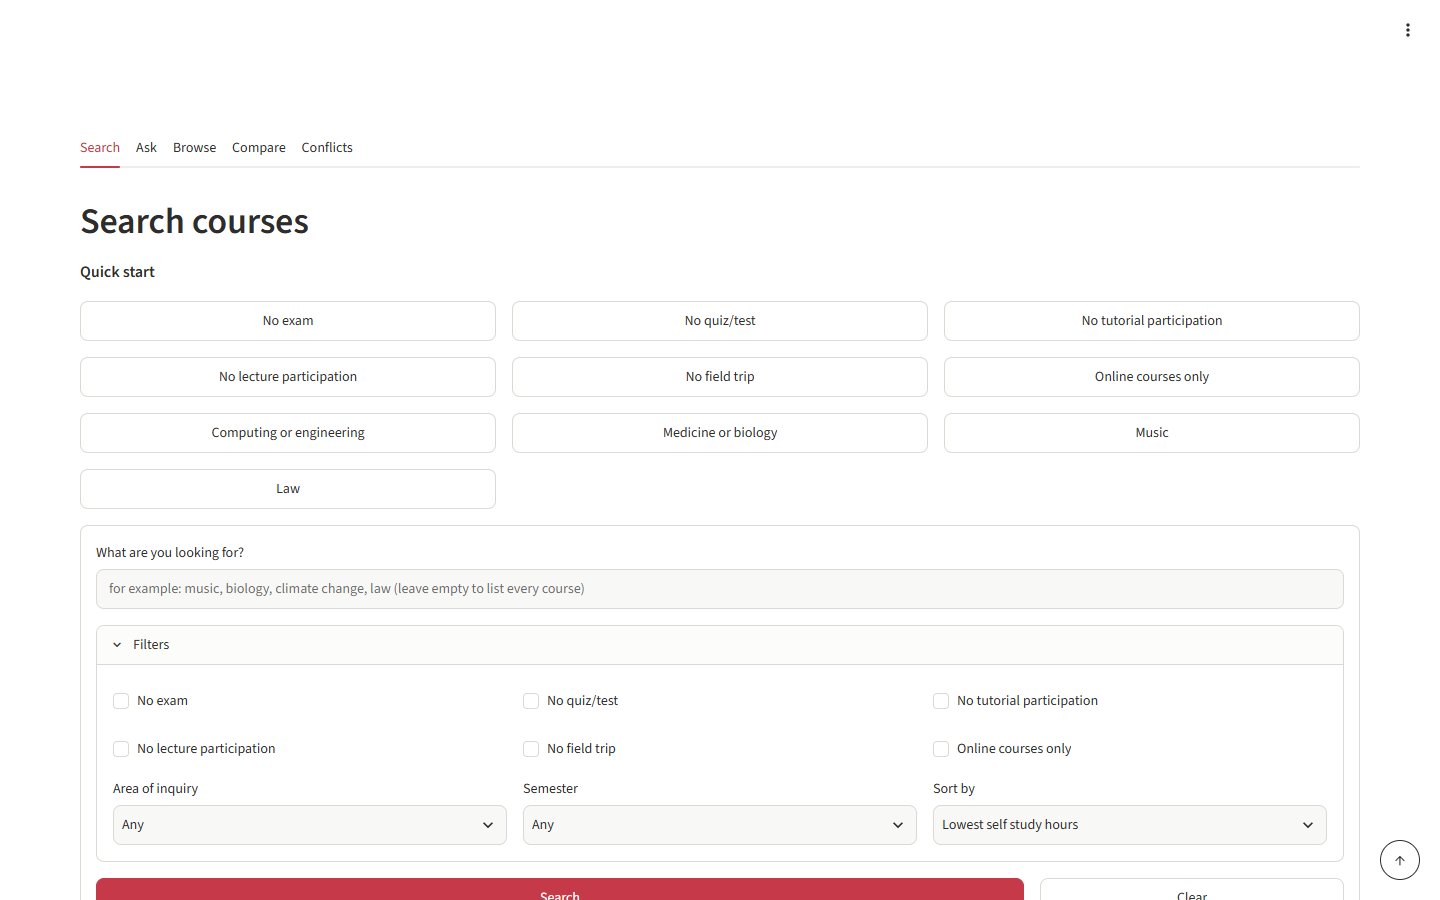 Search Ask Browse Compare Conflicts
Search courses
Quick start
No exam No quiz/test No tutorial participation
No lecture participation No field trip Online courses only
Computing or engineering Medicine or biology Music
Law
What are you looking for?
for example: music, biology, climate change, law (leave empty to list every course)
Filters
No exam No quiz/test No tutorial participation
No lecture participation No field trip Online courses only
Area of inquiry Semester Sort by
Any Any Lowest self study hours
Search Clear